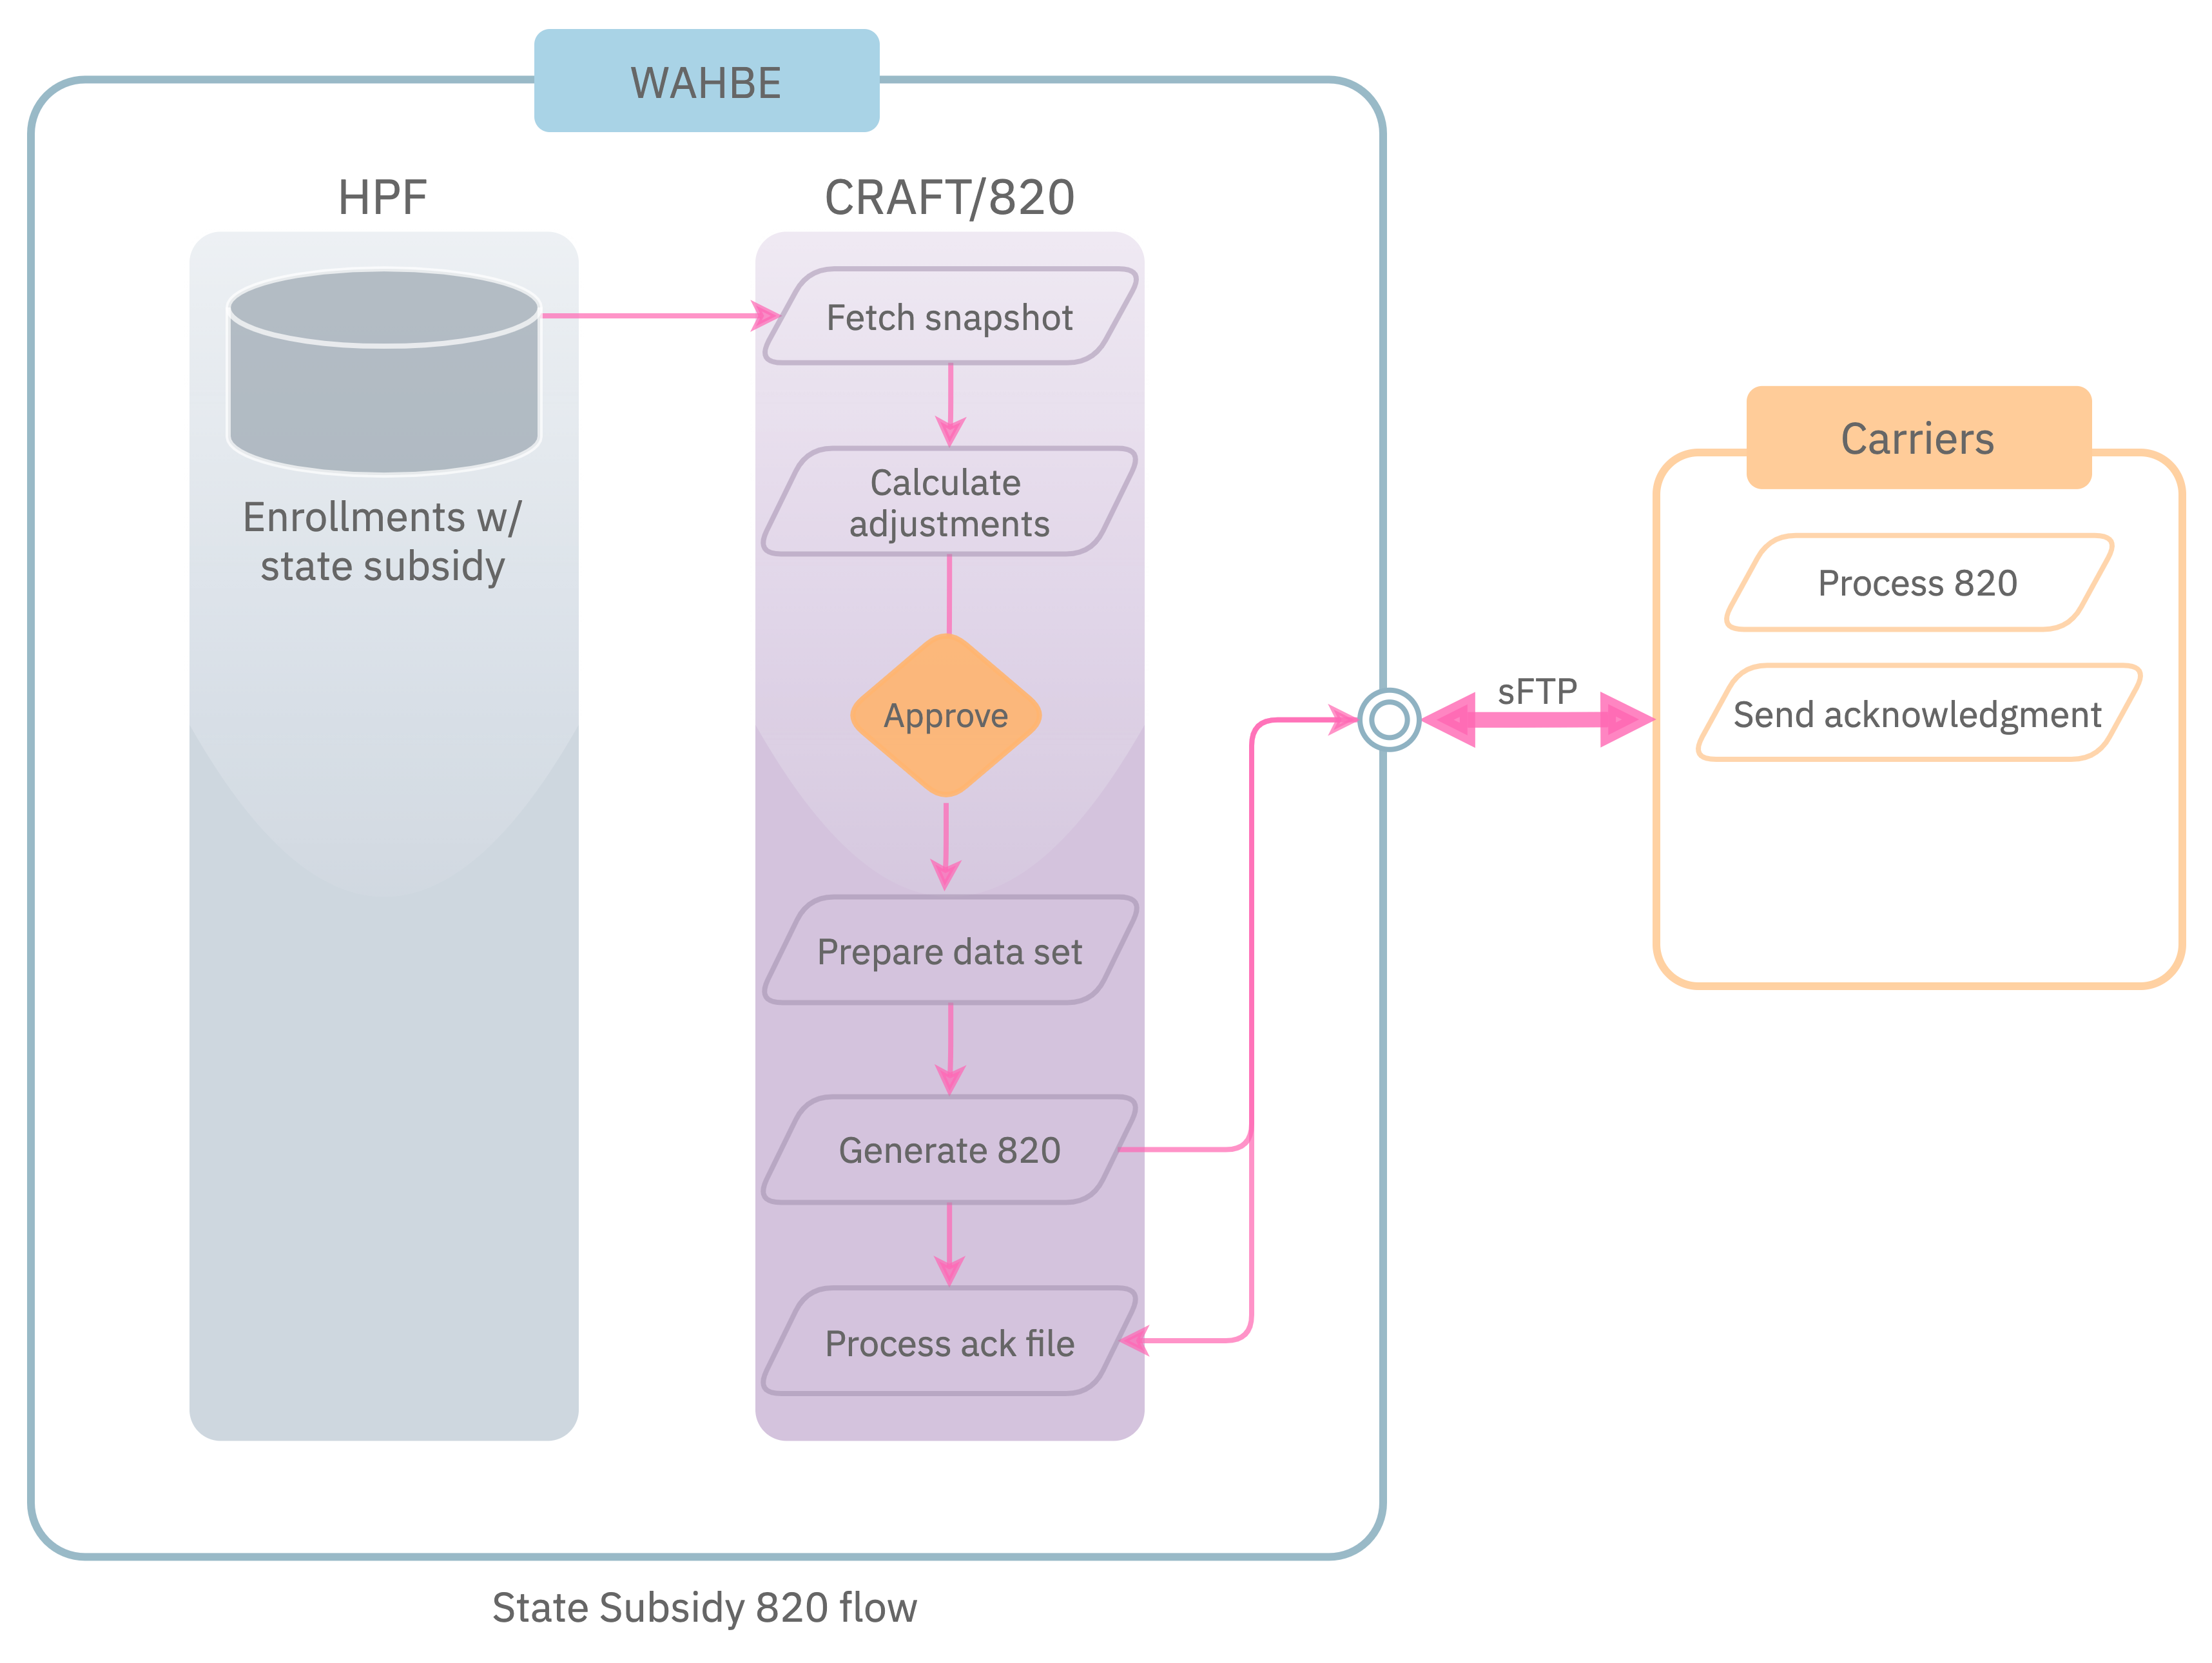 WAHBE
HPF
CRAFT/820
Fetch snapshot
Enrollments w/
state subsidy
Calculate
adjustments
Approve
Prepare data set
Generate 820
Process ack file
sFTP
Carriers
Process 820
Send acknowledgment
State Subsidy 820 flow